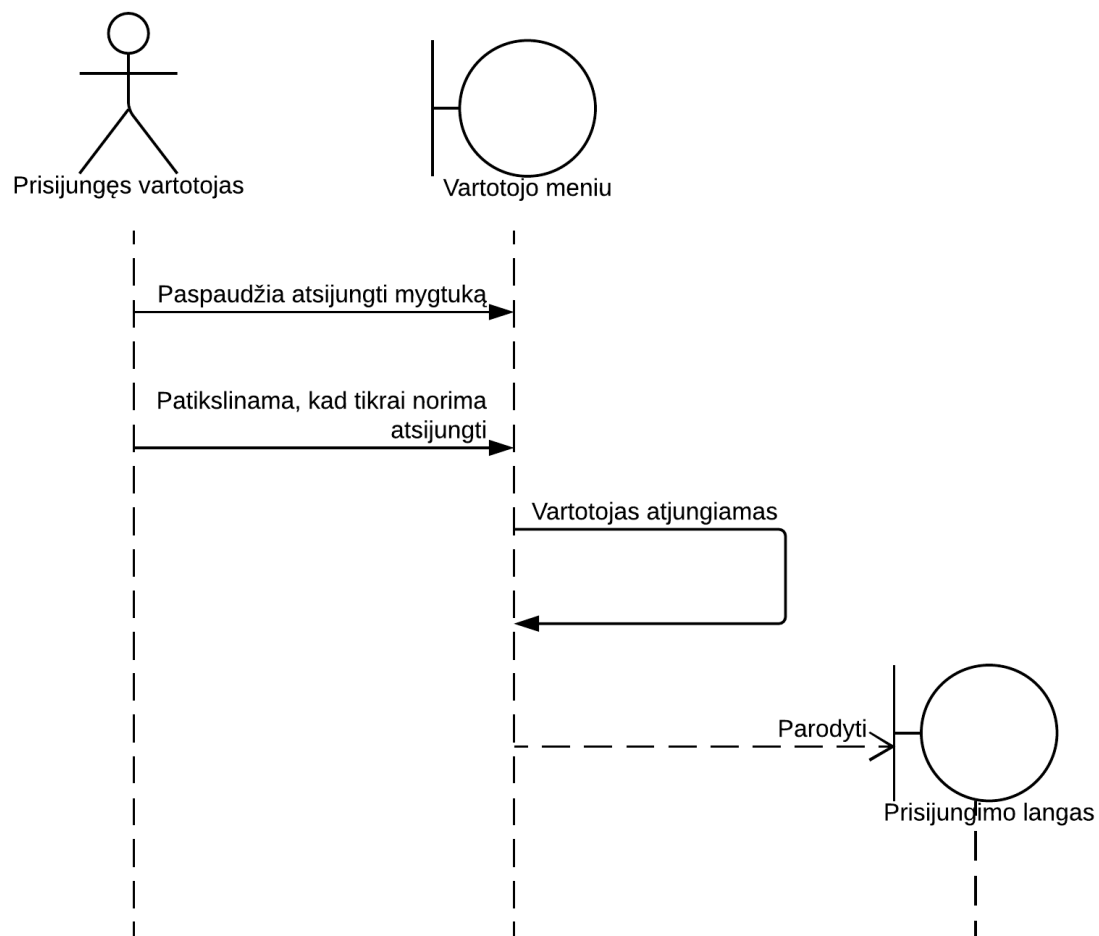 Prisijungęs vartotojas
Vartotojo meniu
Paspaudžia atsijungti mygtuką
Patikslinama, kad tikrai norima
atsijungti
Vartotojas atjungiamas
Parodyti
Prisijungimo langas